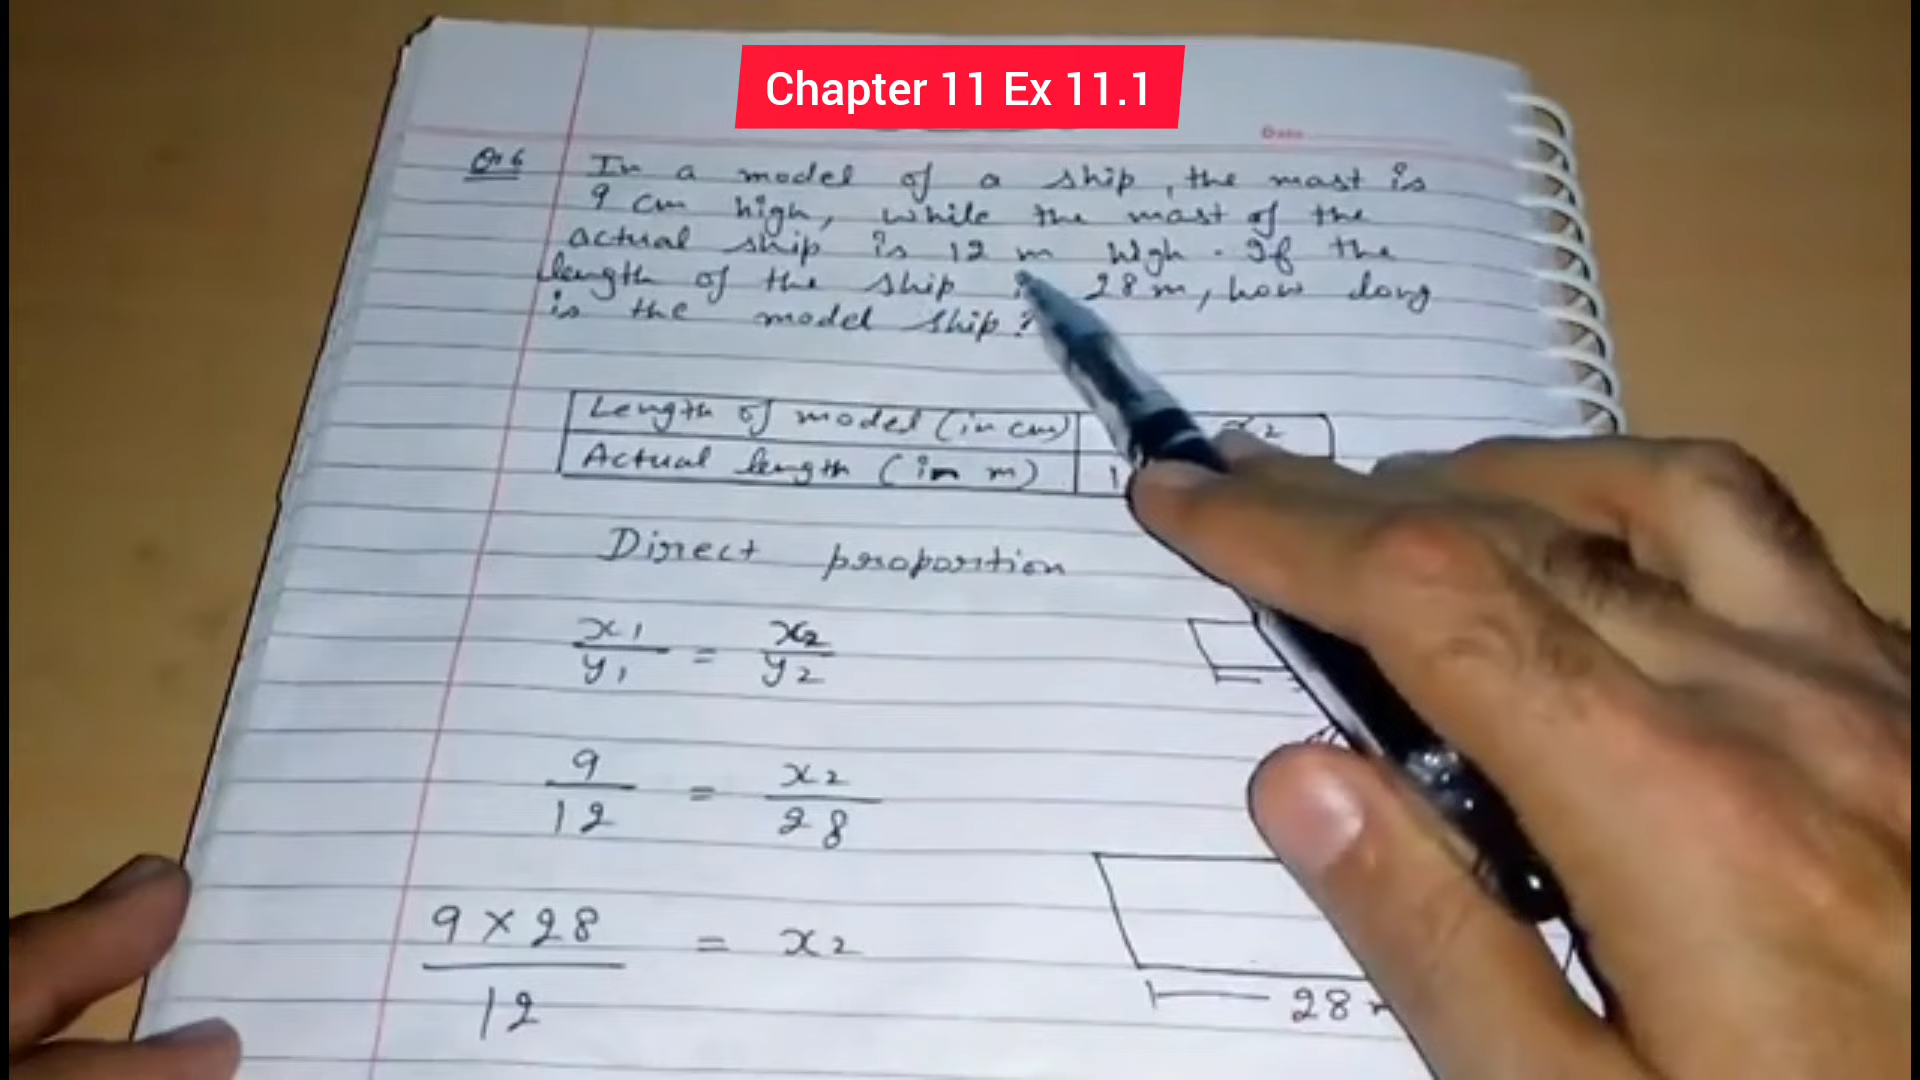 Chapter 11 Ex 11.1
Date
Q.6 In a model of a ship, the mast is
9 cm high, while the mast of the
actual ship is 12 m high. If the
length of the ship 28 m, how long
is the model ship?
Length of model (in cm) x₂
Actual length (in m) 1
Direct proportion
x₁/y₁ = x₂/y₂
9/12 = x₂/28
9 × 28/12 = x₂
28